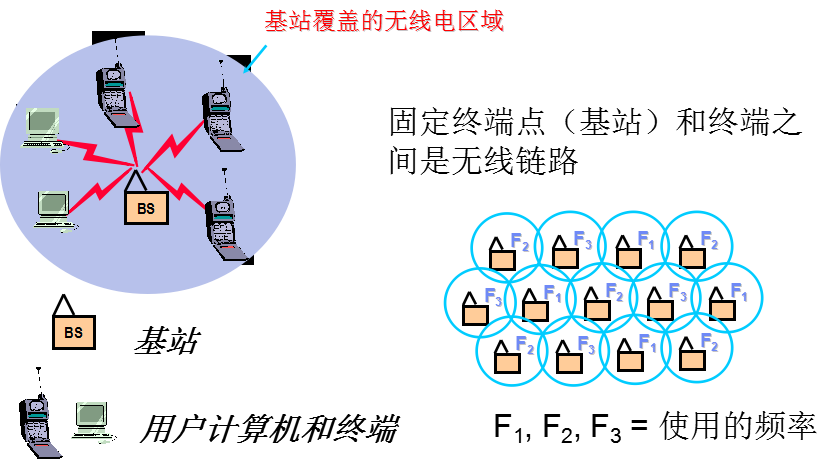 基站覆盖的无线电区域
固定终端点（基站）和终端之
间是无线链路
BS
F2 F3 F1 F2
F3 F1 F2 F3 F1
F2 F3 F1 F2
BS
基站
用户计算机和终端
F1, F2, F3 = 使用的频率